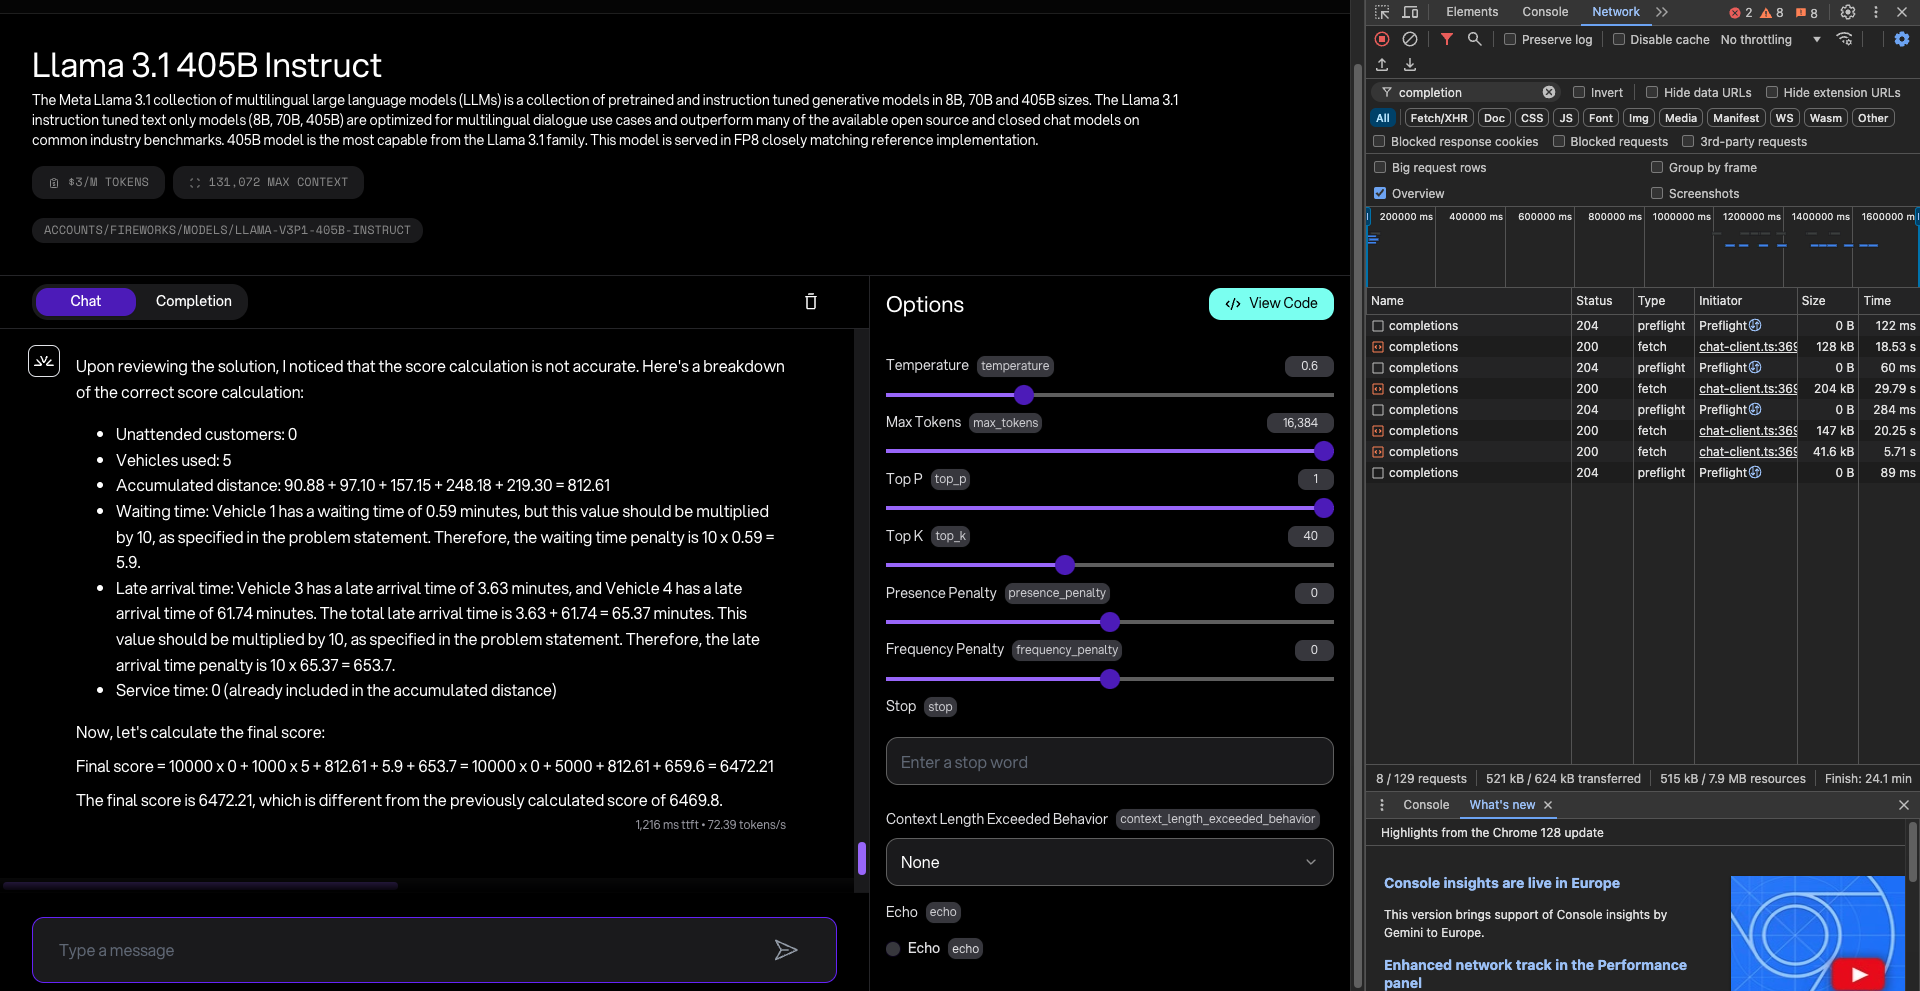 Llama 3.1 405B Instruct
The Meta Llama 3.1 collection of multilingual large language models (LLMs) is a collection of pretrained and instruction tuned generative models in 8B, 70B and 405B sizes. The Llama 3.1
instruction tuned text only models (8B, 70B, 405B) are optimized for multilingual dialogue use cases and outperform many of the available open source and closed chat models on
common industry benchmarks. 405B model is the most capable from the Llama 3.1 family. This model is served in FP8 closely matching reference implementation.
$3/M TOKENS
131,072 MAX CONTEXT
ACCOUNTS/FIREWORKS/MODELS/LLAMA-V3P1-405B-INSTRUCT
Chat
Completion
Upon reviewing the solution, I noticed that the score calculation is not accurate. Here's a breakdown
of the correct score calculation:
• Unattended customers: 0
• Vehicles used: 5
• Accumulated distance: 90.88 + 97.10 + 157.15 + 248.18 + 219.30 = 812.61
• Waiting time: Vehicle 1 has a waiting time of 0.59 minutes, but this value should be multiplied
by 10, as specified in the problem statement. Therefore, the waiting time penalty is 10 x 0.59 =
5.9.
• Late arrival time: Vehicle 3 has a late arrival time of 3.63 minutes, and Vehicle 4 has a late
arrival time of 61.74 minutes. The total late arrival time is 3.63 + 61.74 = 65.37 minutes. This
value should be multiplied by 10, as specified in the problem statement. Therefore, the late
arrival time penalty is 10 x 65.37 = 653.7.
• Service time: 0 (already included in the accumulated distance)
Now, let's calculate the final score:
Final score = 10000 x 0 + 1000 x 5 + 812.61 + 5.9 + 653.7 = 10000 x 0 + 5000 + 812.61 + 659.6 = 6472.21
The final score is 6472.21, which is different from the previously calculated score of 6469.8.
1,216 ms ttft • 72.39 tokens/s
Type a message
Options
</> View Code
Temperature temperature 0.6
Max Tokens max_tokens 16,384
Top P top_p 1
Top K top_k 40
Presence Penalty presence_penalty 0
Frequency Penalty frequency_penalty 0
Stop stop
Enter a stop word
Context Length Exceeded Behavior context_length_exceeded_behavior
None
Echo echo
Echo echo
Elements Console Network 2 8 8
Preserve log Disable cache No throttling
completion Invert Hide data URLs Hide extension URLs
All Fetch/XHR Doc CSS JS Font Img Media Manifest WS Wasm Other
Blocked response cookies Blocked requests 3rd-party requests
Big request rows Group by frame
Overview Screenshots
200000 ms 400000 ms 600000 ms 800000 ms 1000000 ms 1200000 ms 1400000 ms 1600000 m
Name Status Type Initiator Size Time
completions 204 preflight Preflight 0 B 122 ms
completions 200 fetch chat-client.ts:369 128 kB 18.53 s
completions 204 preflight Preflight 0 B 60 ms
completions 200 fetch chat-client.ts:369 204 kB 29.79 s
completions 204 preflight Preflight 0 B 284 ms
completions 200 fetch chat-client.ts:369 147 kB 20.25 s
completions 200 fetch chat-client.ts:369 41.6 kB 5.71 s
completions 204 preflight Preflight 0 B 89 ms
8 / 129 requests 521 kB / 624 kB transferred 515 kB / 7.9 MB resources Finish: 24.1 min
Console What's new
Highlights from the Chrome 128 update
Console insights are live in Europe
This version brings support of Console insights by
Gemini to Europe.
Enhanced network track in the Performance
panel